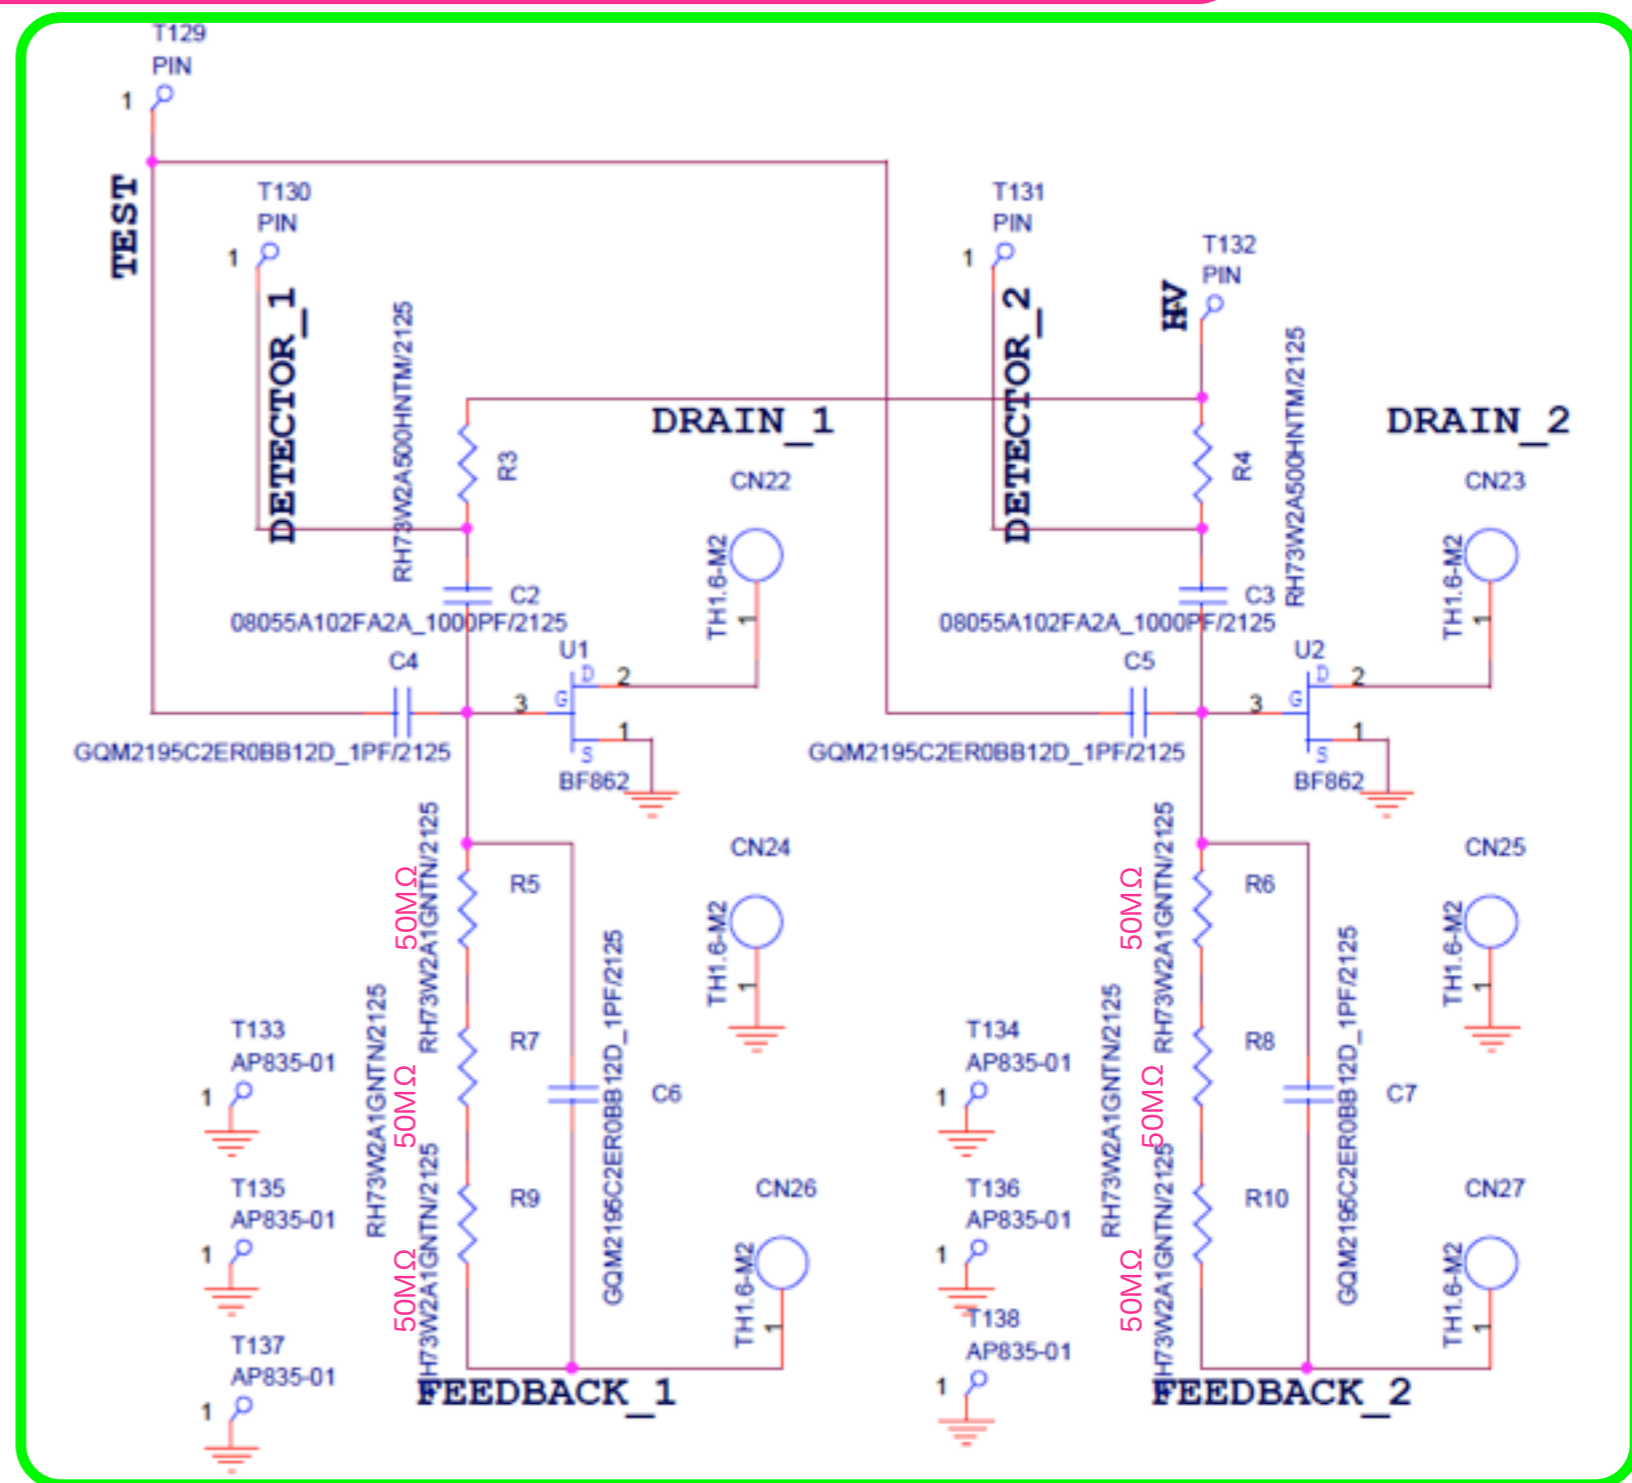 T129
PIN
1
TEST
T130
PIN
1
DETECTOR_1
T131
PIN
1
DETECTOR_2
T132
PIN
HV
RH73W2A500HNTM/2125
R3
DRAIN_1
CN22
TH1.6-M2
1
R4
RH73W2A500HNTM/2125
DRAIN_2
CN23
TH1.6-M2
1
C2
08055A102FA2A_1000PF/2125
C3
08055A102FA2A_1000PF/2125
C4
GQM2195C2ER0BB12D_1PF/2125
U1
D
2
G
3
1
S
BF862
C5
GQM2195C2ER0BB12D_1PF/2125
U2
D
2
G
3
1
S
BF862
50MΩ
RH73W2A1GNTN/2125
R5
CN24
TH1.6-M2
1
50MΩ
RH73W2A1GNTN/2125
R6
CN25
TH1.6-M2
1
T133
AP835-01
1
RH73W2A1GNTN/2125
50MΩ
R7
C6
GQM2195C2ER0BB12D_1PF/2125
T134
AP835-01
1
RH73W2A1GNTN/2125
50MΩ
R8
C7
GQM2195C2ER0BB12D_1PF/2125
T135
AP835-01
1
50MΩ
RH73W2A1GNTN/2125
R9
CN26
TH1.6-M2
1
T136
AP835-01
1
50MΩ
RH73W2A1GNTN/2125
R10
CN27
TH1.6-M2
1
T137
AP835-01
1
FEEDBACK_1
T138
AP835-01
1
FEEDBACK_2